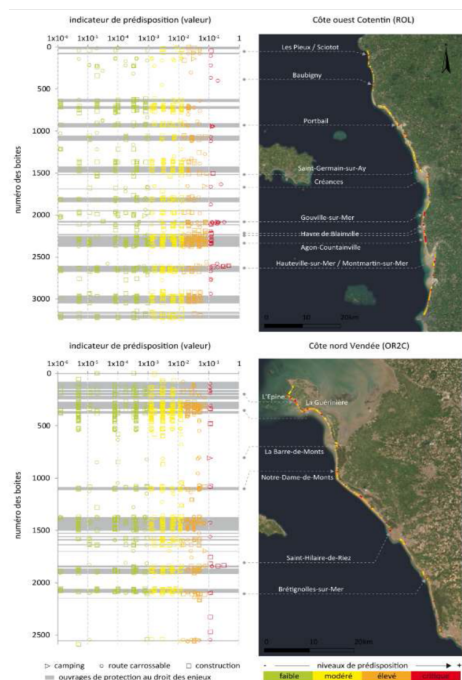 indicateur de prédisposition (valeur)
1x10⁻⁶ 1x10⁻⁵ 1x10⁻⁴ 1x10⁻³ 1x10⁻² 1x10⁻¹ 1
numéro des boites
0
500
1000
1500
2000
2500
3000
Côte ouest Cotentin (ROL)
Les Pieux / Sciotot
Baubigny
Portbail
Saint-Germain-sur-Ay
Créances
Gouville-sur-Mer
Havre de Blainville
Agon-Countainville
Hauteville-sur-Mer / Montmartin-sur-Mer
0 10 20km
indicateur de prédisposition (valeur)
1x10⁻⁶ 1x10⁻⁵ 1x10⁻⁴ 1x10⁻³ 1x10⁻² 1x10⁻¹ 1
numéro des boites
0
500
1000
1500
2000
2500
Côte nord Vendée (OR2C)
L'Epine
La Guérinière
La Barre-de-Monts
Notre-Dame-de-Monts
Saint-Hilaire-de-Riez
Brétignolles-sur-Mer
0 10 20km
camping
route carrossable
construction
ouvrages de protection au droit des enjeux
- niveaux de prédisposition +
faible
modéré
élevé